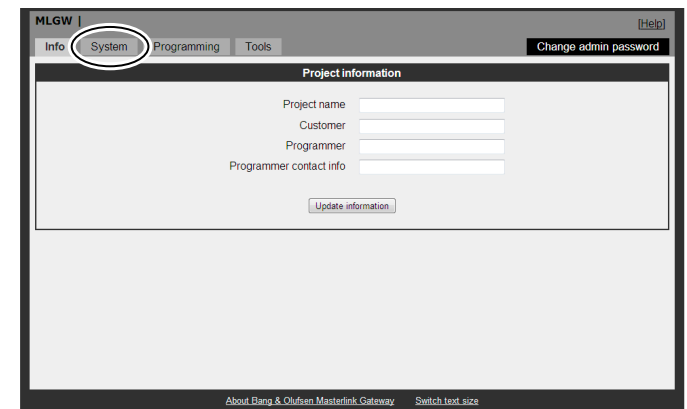 MLGW |
[Help]
Info System Programming Tools Change admin password
Project information
Project name
Customer
Programmer
Programmer contact info
Update information
About Bang & Olufsen Masterlink Gateway Switch text size